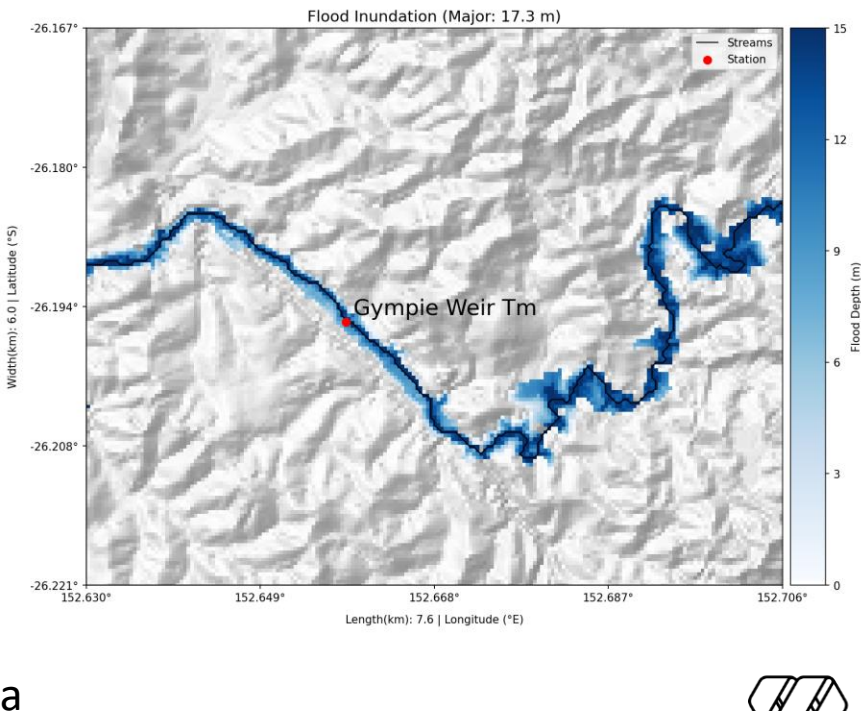 Flood Inundation (Major: 17.3 m)
-26.167°
Streams
Station
15
12
-26.180°
9
-26.194°
Gympie Weir Tm
6
-26.208°
3
-26.221°
0
152.630°
152.649°
152.668°
152.687°
152.706°
Width(km): 6.0 | Latitude (°S)
Flood Depth (m)
Length(km): 7.6 | Longitude (°E)
a